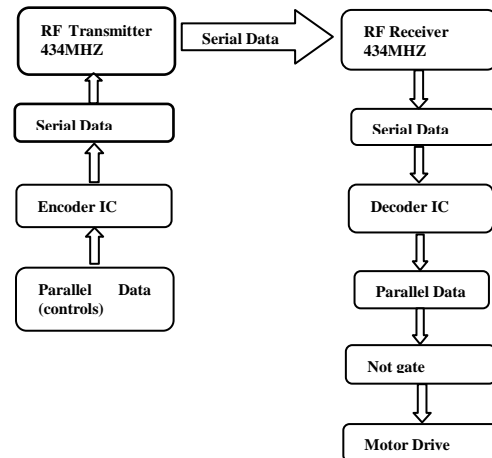 RF Transmitter
434MHZ
Serial Data
RF Receiver
434MHZ
Serial Data
Serial Data
Encoder IC
Decoder IC
Parallel Data
(controls)
Parallel Data
Not gate
Motor Drive